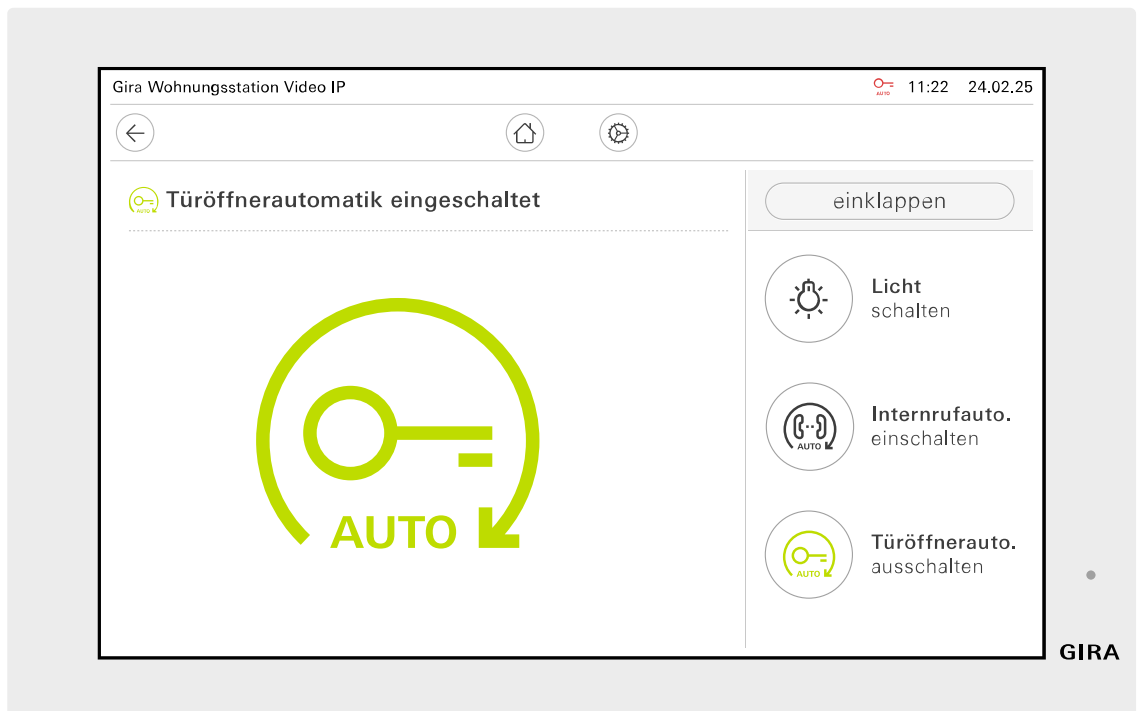 Gira Wohnungsstation Video IP
AUTO 11:22 24.02.25
AUTO Türöffnerautomatik eingeschaltet
einklappen
AUTO
Licht
schalten
Internrufauto.
einschalten
AUTO
Türöffnerauto.
ausschalten
AUTO
GIRA